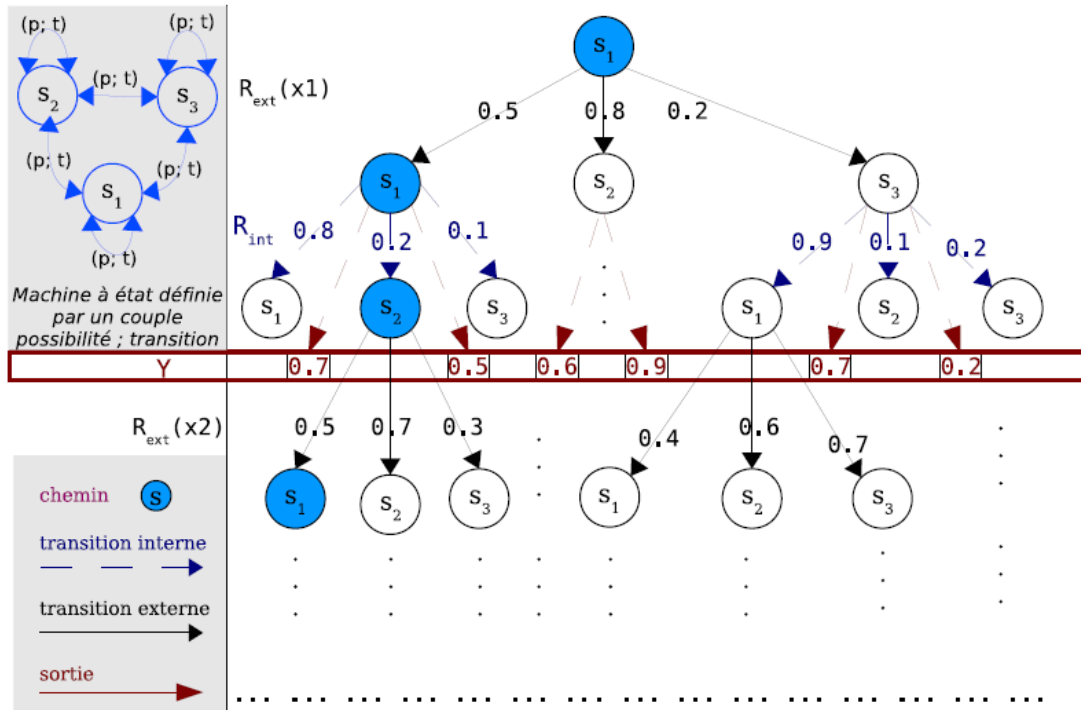 (p; t) (p; t)
(p; t)
S2 S3
(p; t) (p; t)
S1
(p; t)
Machine à état définie
par un couple
possibilité ; transition
S1
Rext(x1)
0.5 0.8 0.2
S1 S2 S3
Rint
0.8 0.2 0.1 0.9 0.1 0.2
S1 S2 S3 S1 S2 S3
Y 0.7 0.5 0.6 0.9 0.7 0.2
Rext(x2)
0.5 0.7 0.3 0.4 0.6 0.7
S1 S2 S3 S1 S2 S3
chemin S
transition interne
transition externe
sortie